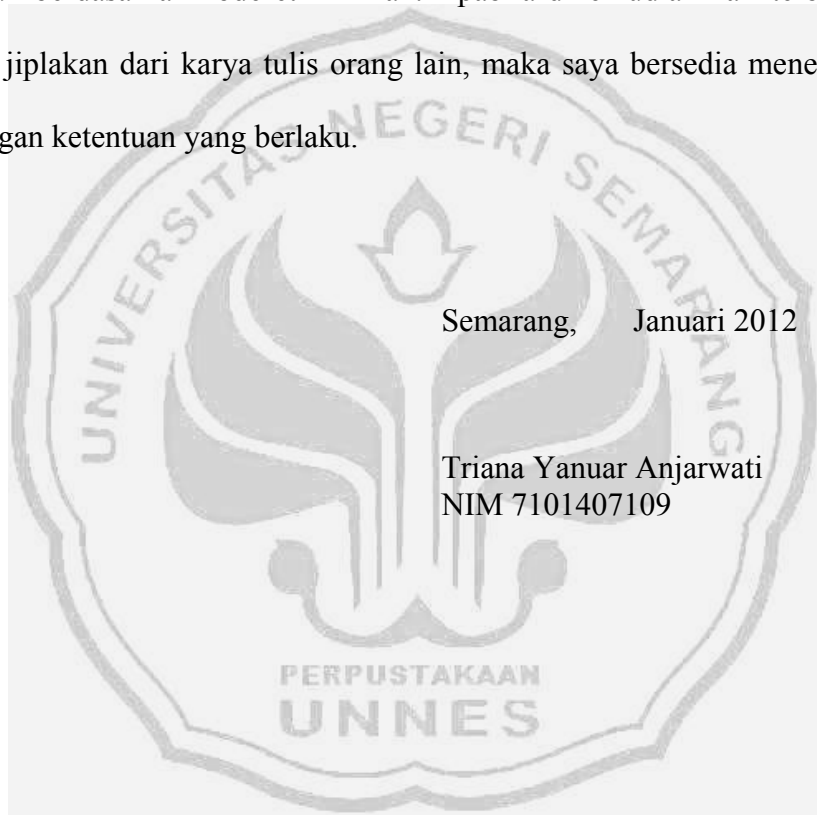 jiplakan dari karya tulis orang lain, maka saya bersedia mene
gan ketentuan yang berlaku.
UNIVERSITAS NEGERI SEMARANG
Semarang, Januari 2012
Triana Yanuar Anjarwati
NIM 7101407109
PERPUSTAKAAN
UNNES